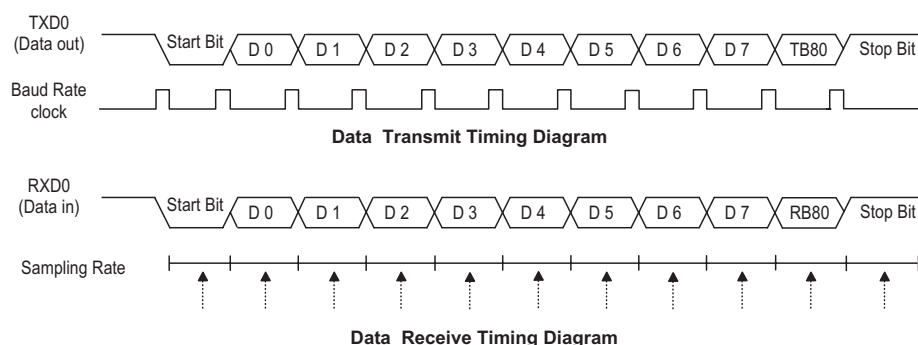 TXD0
(Data out)
Start Bit D 0 D 1 D 2 D 3 D 4 D 5 D 6 D 7 TB80 Stop Bit
Baud Rate
clock
Data Transmit Timing Diagram
RXD0
(Data in)
Start Bit D 0 D 1 D 2 D 3 D 4 D 5 D 6 D 7 RB80 Stop Bit
Sampling Rate
Data Receive Timing Diagram